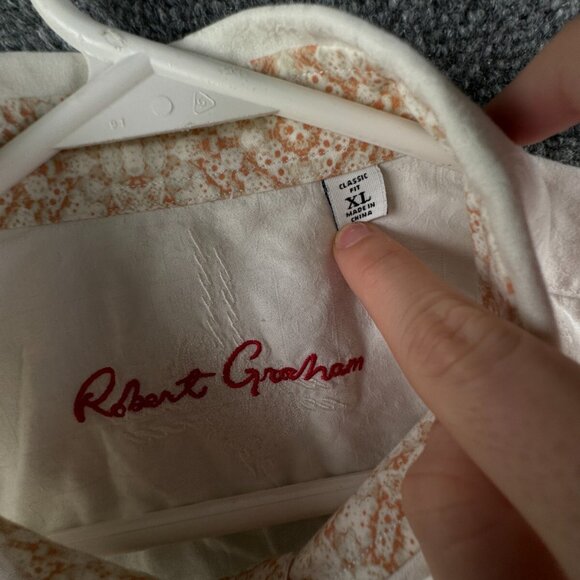 CLASSIC
FIT
XL
MADE IN
CHINA
Robert Graham